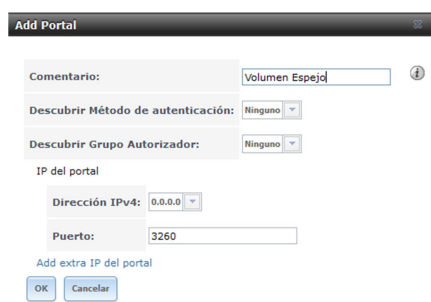 Add Portal
Comentario: Volumen Espejo
Descubrir Método de autenticación: Ninguno
Descubrir Grupo Autorizador: Ninguno
IP del portal
Dirección IPv4: 0.0.0.0
Puerto: 3260
Add extra IP del portal
OK Cancelar